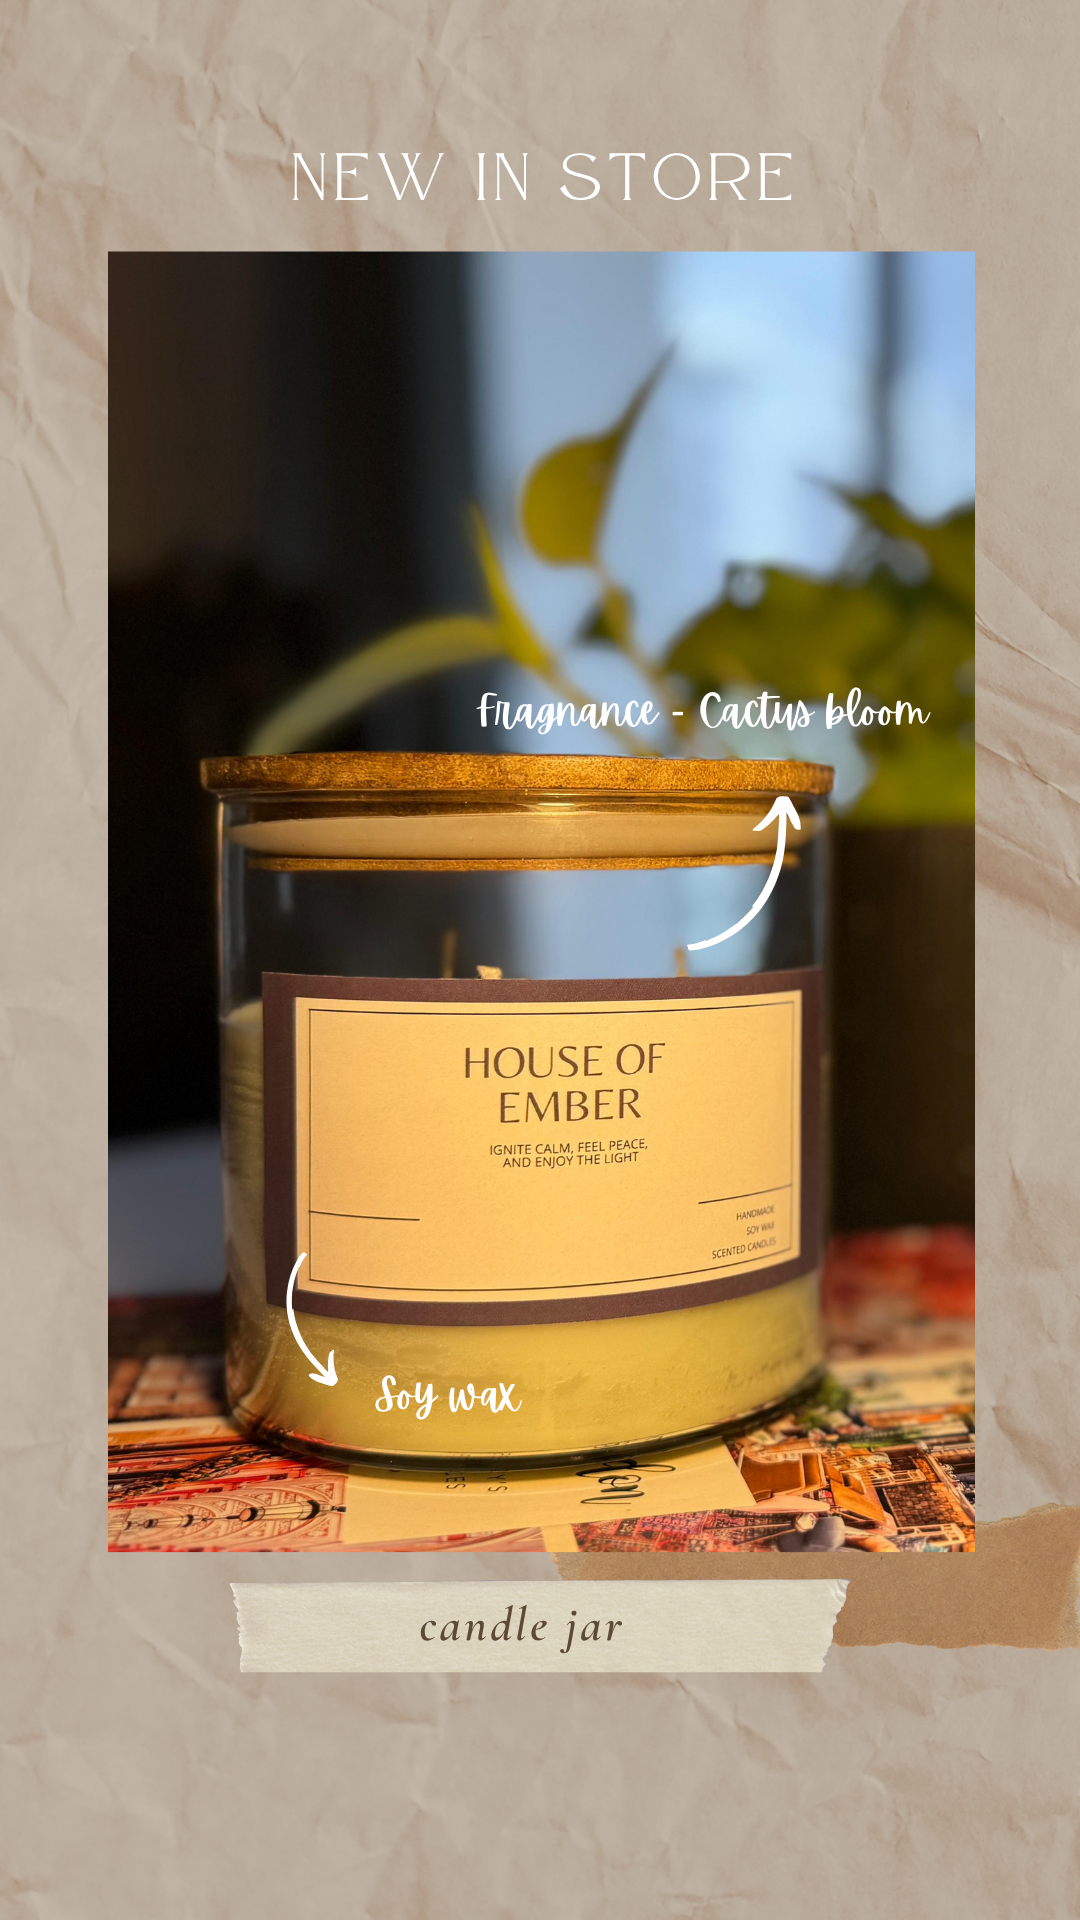 NEW IN STORE
Fragnance - Cactus bloom
HOUSE OF
EMBER
IGNITE CALM, FEEL PEACE,
AND ENJOY THE LIGHT
HANDMADE
SOY WAX
SCENTED CANDLES
Soy wax
candle jar